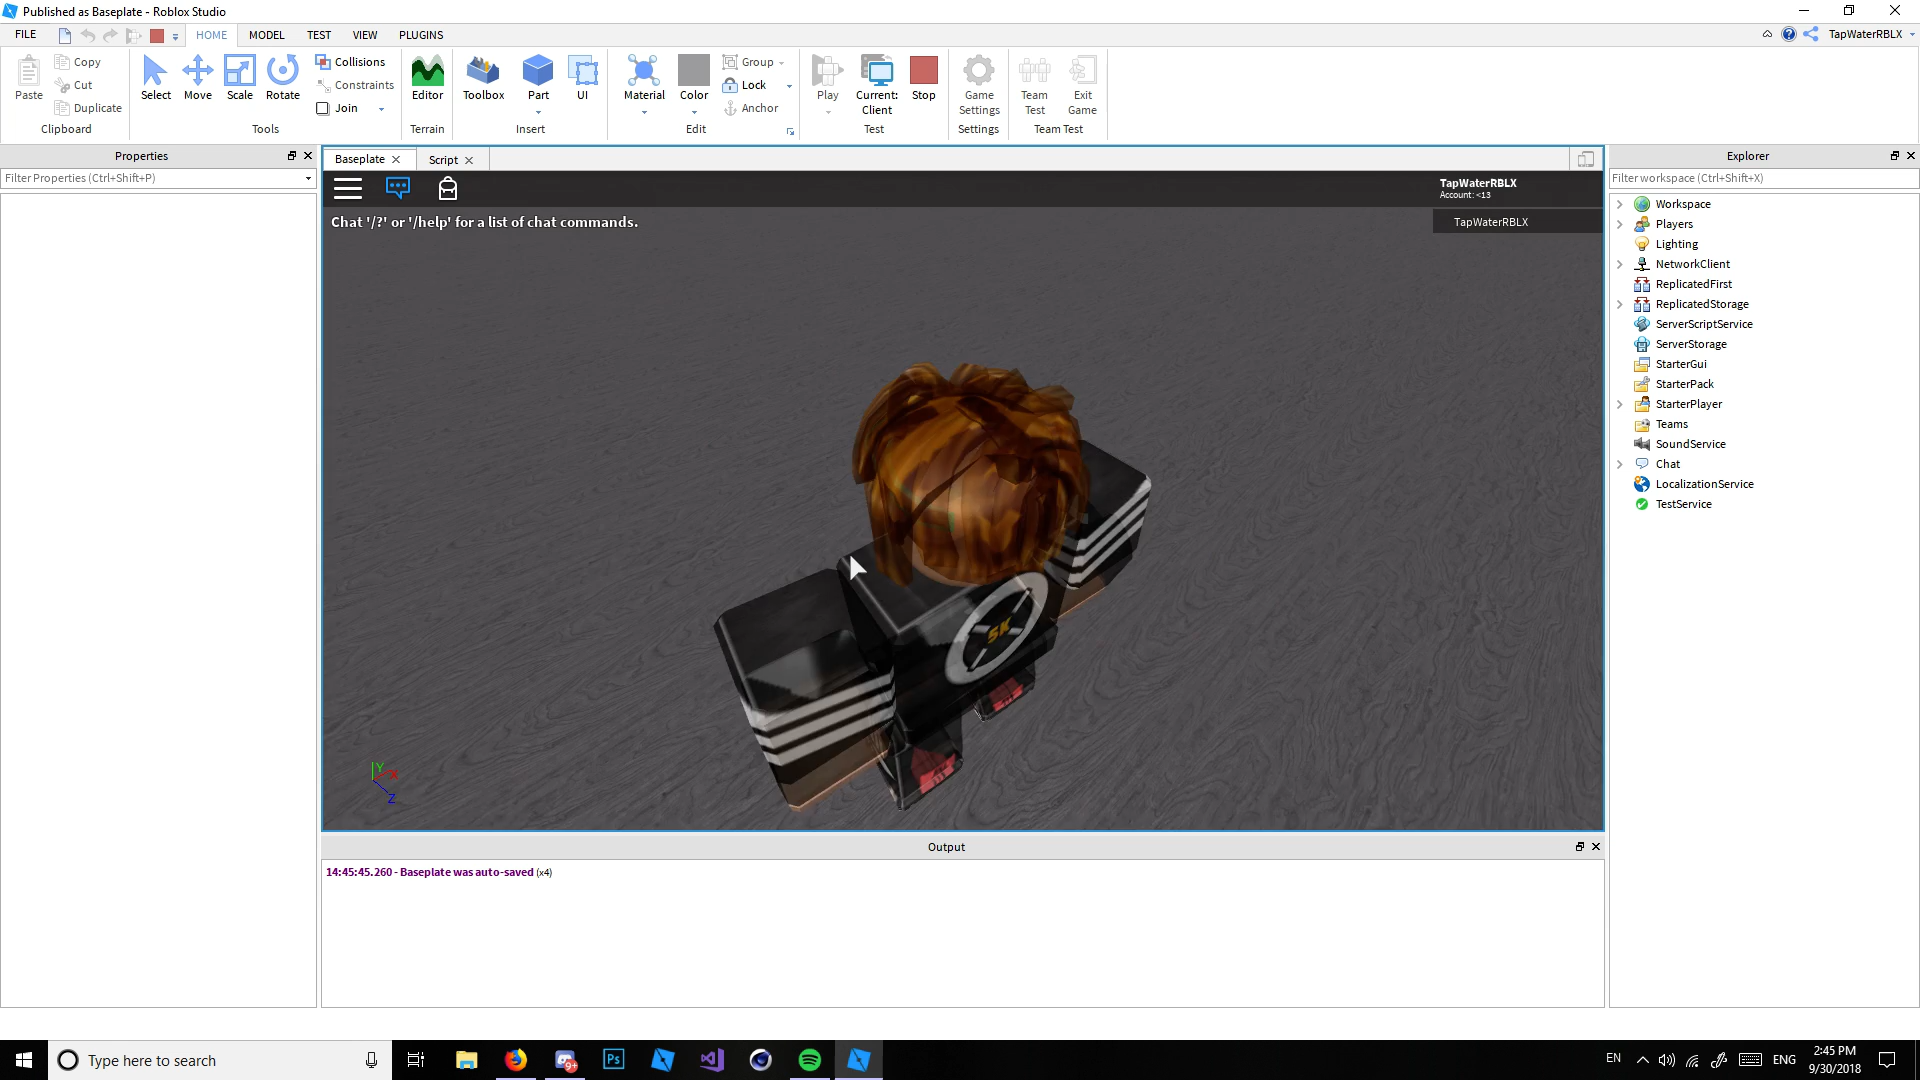 Published as Baseplate - Roblox Studio
FILE
HOME
MODEL
TEST
VIEW
PLUGINS
TapWaterRBLX
Paste
Copy
Cut
Duplicate
Clipboard
Select
Move
Scale
Rotate
Collisions
Constraints
Join
Tools
Editor
Terrain
Toolbox
Part
UI
Insert
Material
Color
Group
Lock
Anchor
Edit
Play
Current:
Client
Stop
Test
Game
Settings
Settings
Team
Test
Exit
Game
Team Test
Properties
Filter Properties (Ctrl+Shift+P)
Baseplate
Script
Chat '/?' or '/help' for a list of chat commands.
TapWaterRBLX
Account: <13
TapWaterRBLX
5K
Y
X
Z
Output
14:45:45.260 - Baseplate was auto-saved (x4)
Explorer
Filter workspace (Ctrl+Shift+X)
Workspace
Players
Lighting
NetworkClient
ReplicatedFirst
ReplicatedStorage
ServerScriptService
ServerStorage
StarterGui
StarterPack
StarterPlayer
Teams
SoundService
Chat
LocalizationService
TestService
Type here to search
9+
Ps
EN
ENG
2:45 PM
9/30/2018